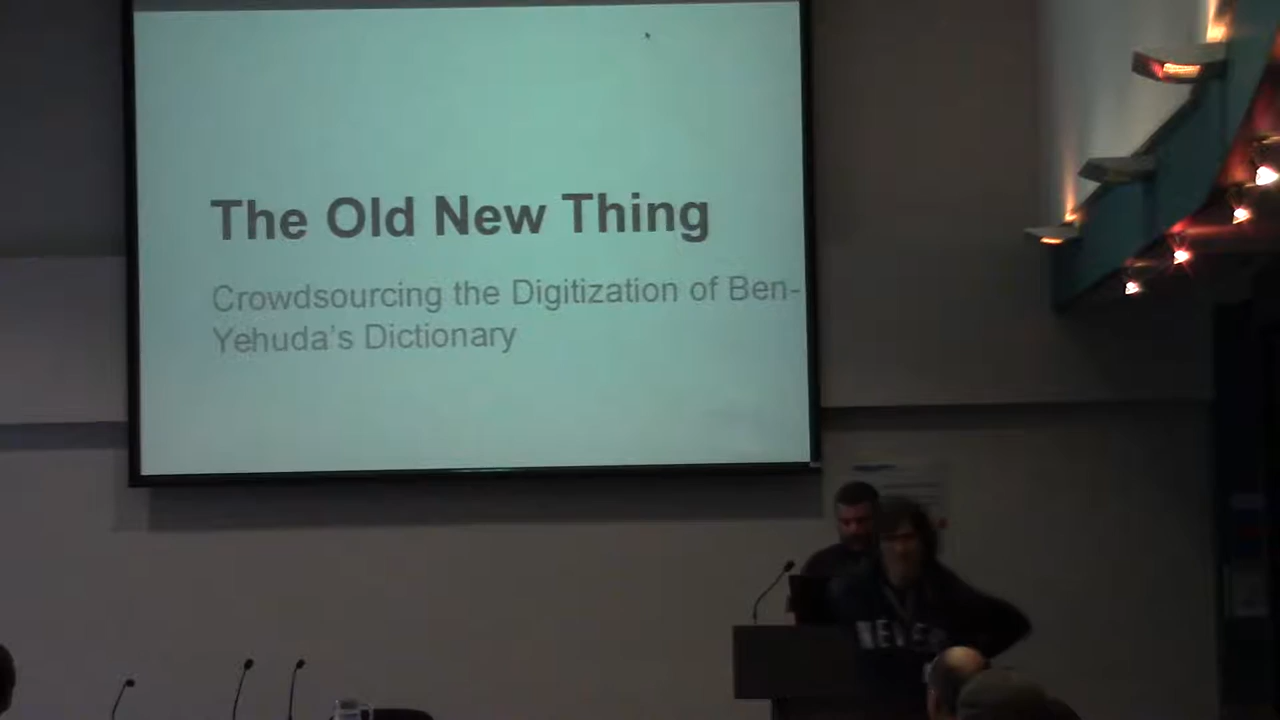 The Old New Thing
Crowdsourcing the Digitization of Ben-
Yehuda's Dictionary